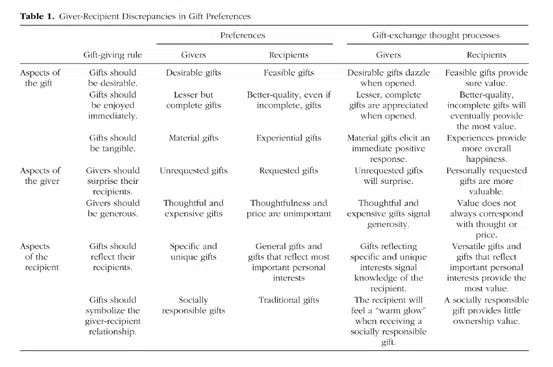 Table 1. Giver-Recipient Discrepancies in Gift Preferences
Preferences Gift-exchange thought processes
Gift-giving rule Givers Recipients Givers Recipients
Aspects of Gifts should Desirable gifts Feasible gifts Desirable gifts dazzle Feasible gifts provide
the gift be desirable. when opened. sure value.
Gifts should Lesser but Better-quality, even if Lesser, complete Better-quality,
be enjoyed complete gifts incomplete, gifts gifts are appreciated incomplete gifts will
immediately. when opened. eventually provide
the most value.
Gifts should Material gifts Experiential gifts Material gifts elicit an Experiences provide
be tangible. immediate positive more overall
response. happiness.
Aspects of Givers should Unrequested gifts Requested gifts Unrequested gifts Personally requested
the giver surprise their will surprise. gifts are more
recipients. valuable.
Givers should Thoughtful and Thoughtfulness and Thoughtful and Value does not
be generous. expensive gifts price are unimportant expensive gifts signal always correspond
generosity. with thought or
price.
Aspects Gifts should Specific and General gifts and Gifts reflecting Versatile gifts and
of the reflect their unique gifts gifts that reflect most specific and unique gifts that reflect
recipient recipients. important personal interests signal important personal
interests knowledge of the interests provide the
recipient. most value.
Gifts should Socially Traditional gifts The recipient will A socially responsible
symbolize the responsible gifts feel a “warm glow” gift provides little
giver-recipient when receiving a ownership value.
relationship. socially responsible
gift.